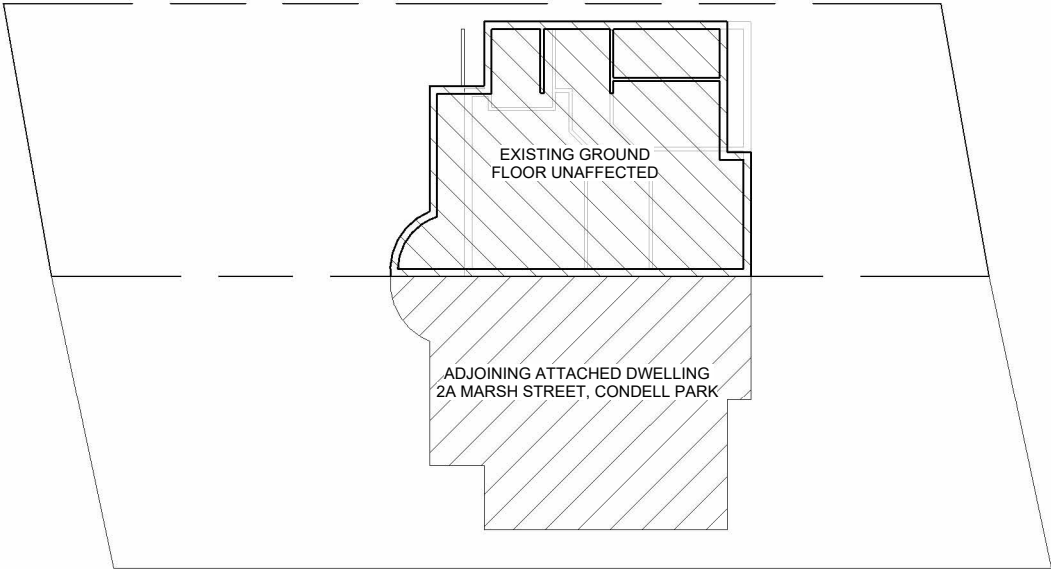 EXISTING GROUND
FLOOR UNAFFECTED
ADJOINING ATTACHED DWELLING
2A MARSH STREET, CONDELL PARK